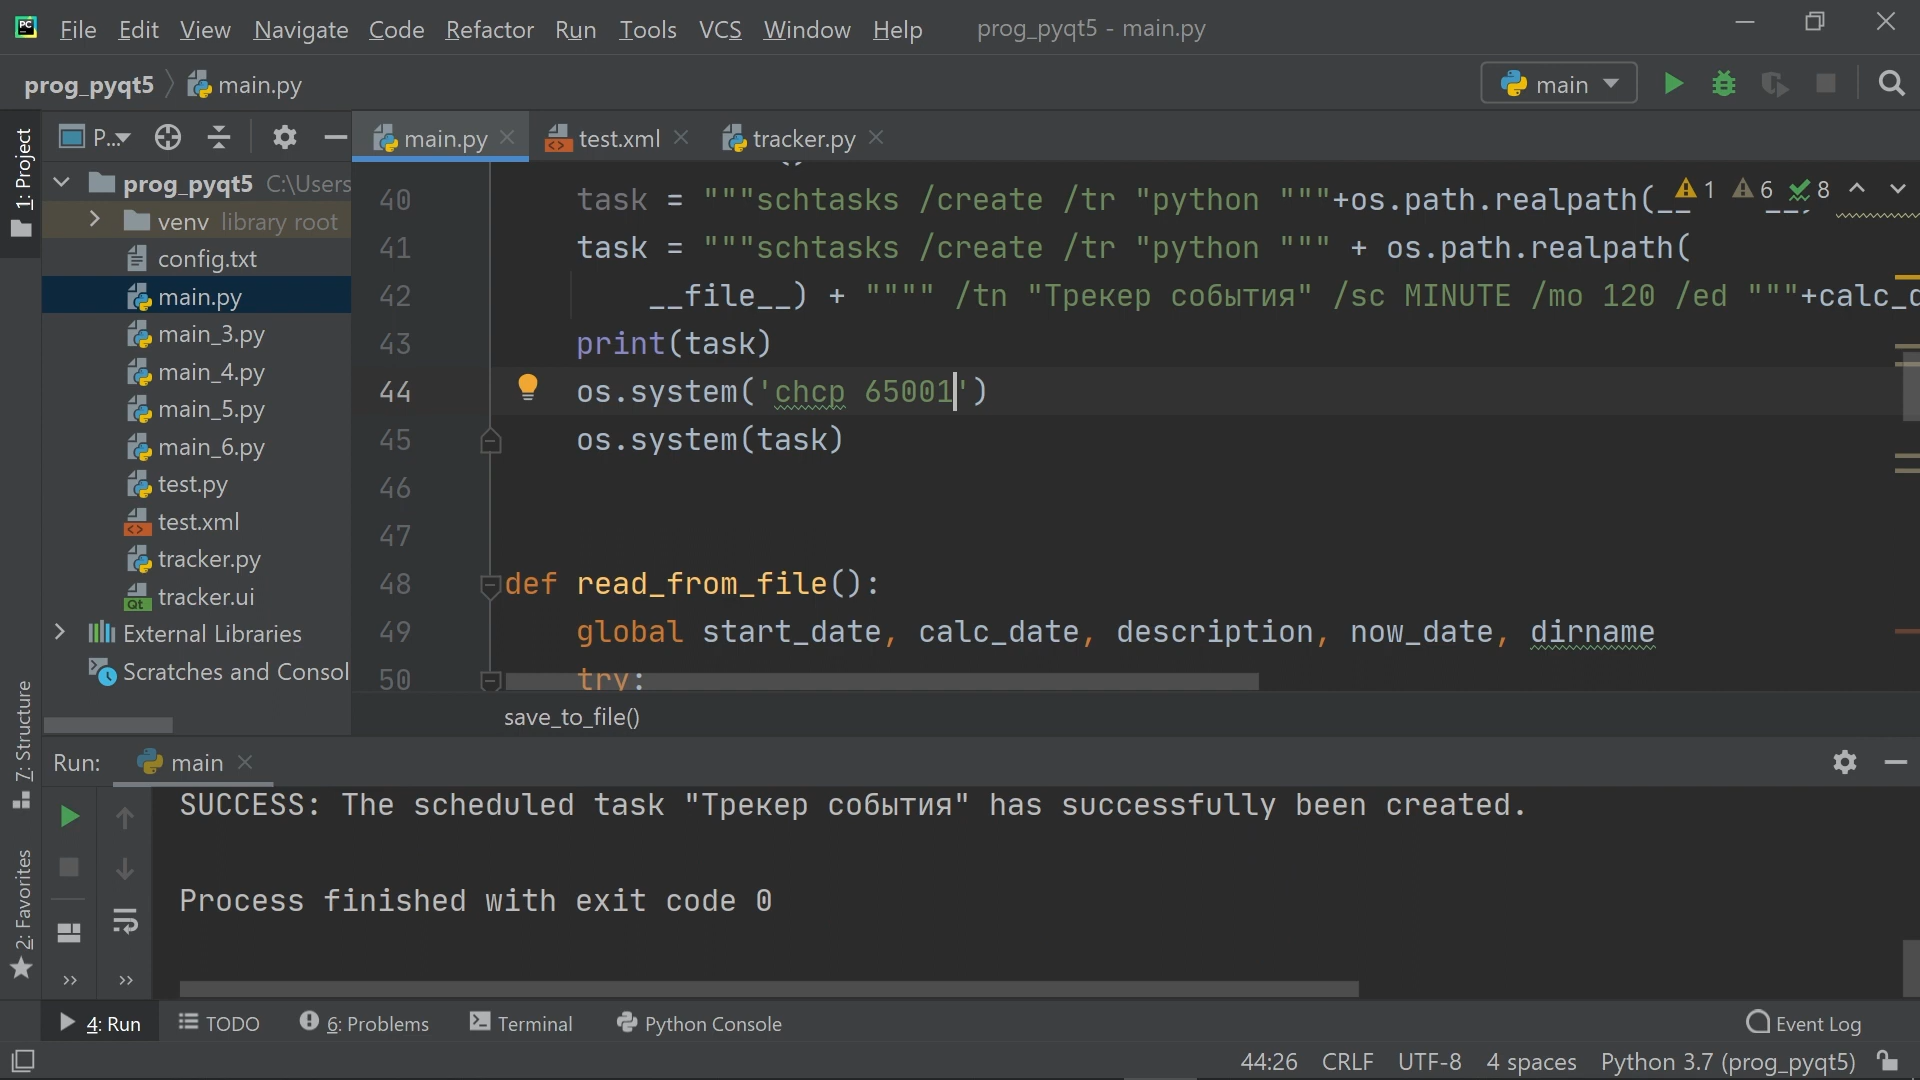 File Edit View Navigate Code Refactor Run Tools VCS Window Help prog_pyqt5 - main.py
prog_pyqt5 main.py main
1: Project
P... main.py test.xml tracker.py
prog_pyqt5 C:\Users
venv library root
config.txt
main.py
main_3.py
main_4.py
main_5.py
main_6.py
test.py
test.xml
tracker.py
tracker.ui
External Libraries
Scratches and Consol
40 task = """schtasks /create /tr "python """+os.path.realpath(__
1 6 8
41 task = """schtasks /create /tr "python """ + os.path.realpath(
42 __file__) + """" /tn "Трекер события" /sc MINUTE /mo 120 /ed """+calc_d
43 print(task)
44 os.system('chcp 65001')
45 os.system(task)
46
47
48 def read_from_file():
49 global start_date, calc_date, description, now_date, dirname
50 try:
save_to_file()
7: Structure
2: Favorites
Run: main
SUCCESS: The scheduled task "Трекер события" has successfully been created.
Process finished with exit code 0
4: Run TODO 6: Problems Terminal Python Console Event Log
44:26 CRLF UTF-8 4 spaces Python 3.7 (prog_pyqt5)